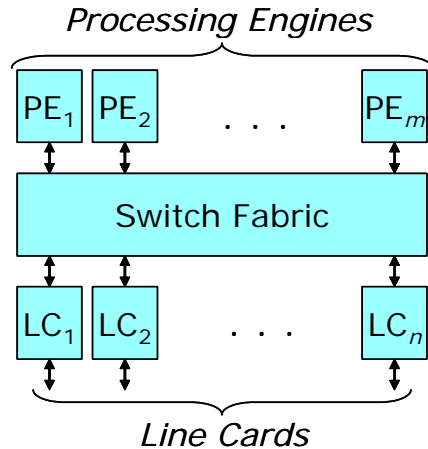 Processing Engines
PE₁ PE₂ . . . PEₘ
Switch Fabric
LC₁ LC₂ . . . LCₙ
Line Cards